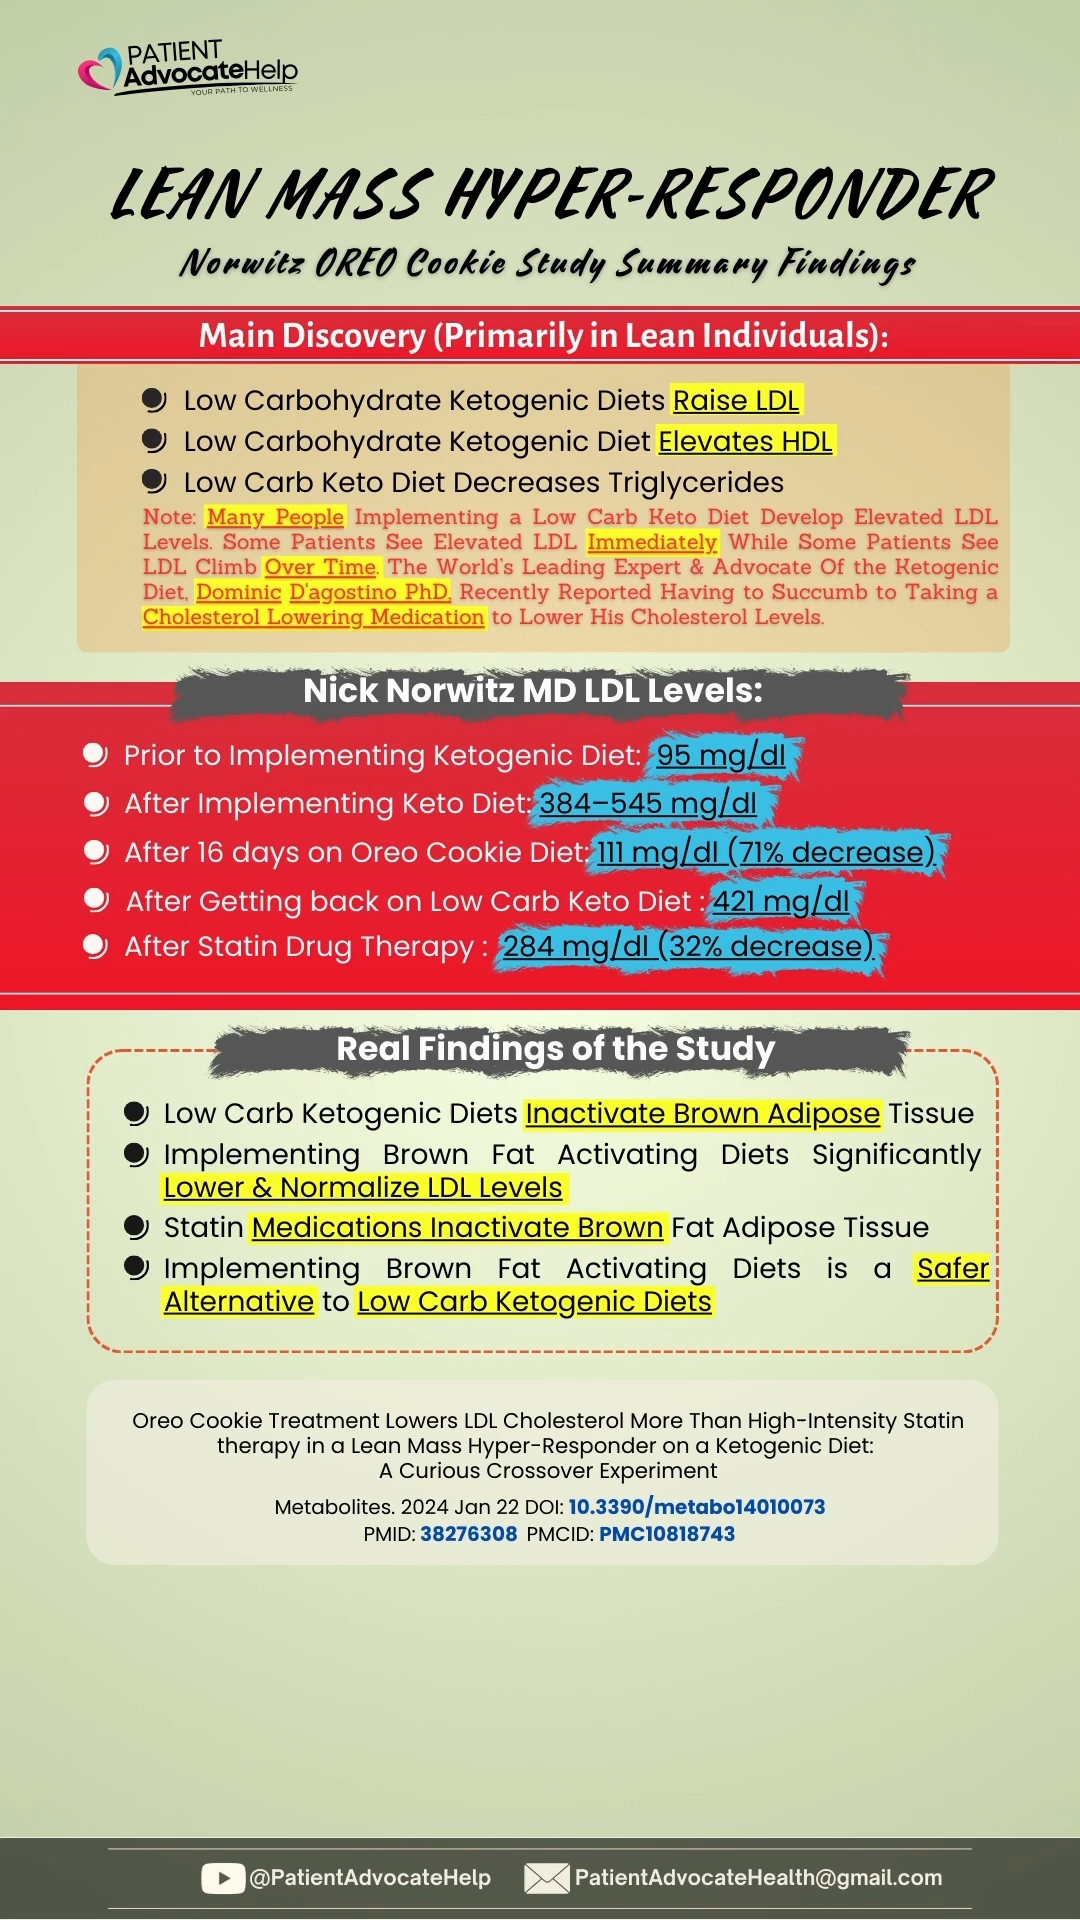 PATIENT
AdvocateHelp
YOUR PATH TO WELLNESS
LEAN MASS HYPER-RESPONDER
Norwitz OREO Cookie Study Summary Findings
Main Discovery (Primarily in Lean Individuals):
Low Carbohydrate Ketogenic Diets Raise LDL
Low Carbohydrate Ketogenic Diet Elevates HDL
Low Carb Keto Diet Decreases Triglycerides
Note: Many People Implementing a Low Carb Keto Diet Develop Elevated LDL
Levels. Some Patients See Elevated LDL Immediately While Some Patients See
LDL Climb Over Time. The World's Leading Expert & Advocate Of the Ketogenic
Diet, Dominic D'agostino PhD, Recently Reported Having to Succumb to Taking a
Cholesterol Lowering Medication to Lower His Cholesterol Levels.
Nick Norwitz MD LDL Levels:
Prior to Implementing Ketogenic Diet: 95 mg/dl
After Implementing Keto Diet: 384–545 mg/dl
After 16 days on Oreo Cookie Diet: 111 mg/dl (71% decrease)
After Getting back on Low Carb Keto Diet : 421 mg/dl
After Statin Drug Therapy : 284 mg/dl (32% decrease)
Real Findings of the Study
Low Carb Ketogenic Diets Inactivate Brown Adipose Tissue
Implementing Brown Fat Activating Diets Significantly
Lower & Normalize LDL Levels
Statin Medications Inactivate Brown Fat Adipose Tissue
Implementing Brown Fat Activating Diets is a Safer
Alternative to Low Carb Ketogenic Diets
Oreo Cookie Treatment Lowers LDL Cholesterol More Than High-Intensity Statin
therapy in a Lean Mass Hyper-Responder on a Ketogenic Diet:
A Curious Crossover Experiment
Metabolites. 2024 Jan 22 DOI: 10.3390/metabo14010073
PMID: 38276308 PMCID: PMC10818743
@PatientAdvocateHelp PatientAdvocateHealth@gmail.com